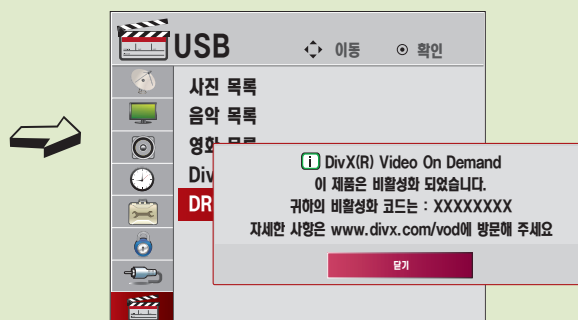 USB
이동 확인
사진 목록
음악 목록
영화
Div
DR
i DivX(R) Video On Demand
이 제품은 비활성화 되었습니다.
귀하의 비활성화 코드는 : XXXXXXXX
자세한 사항은 www.divx.com/vod에 방문해 주세요
닫기